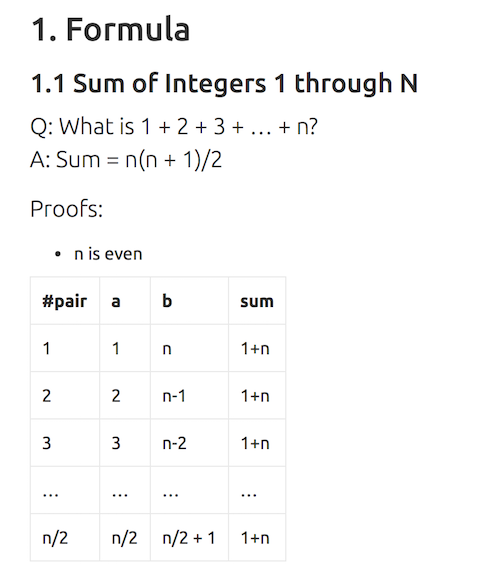 1. Formula
1.1 Sum of Integers 1 through N
Q: What is 1 + 2 + 3 + … + n?
A: Sum = n(n + 1)/2
Proofs:
• n is even
#pair a b sum
1 1 n 1+n
2 2 n-1 1+n
3 3 n-2 1+n
… … … …
n/2 n/2 n/2 + 1 1+n